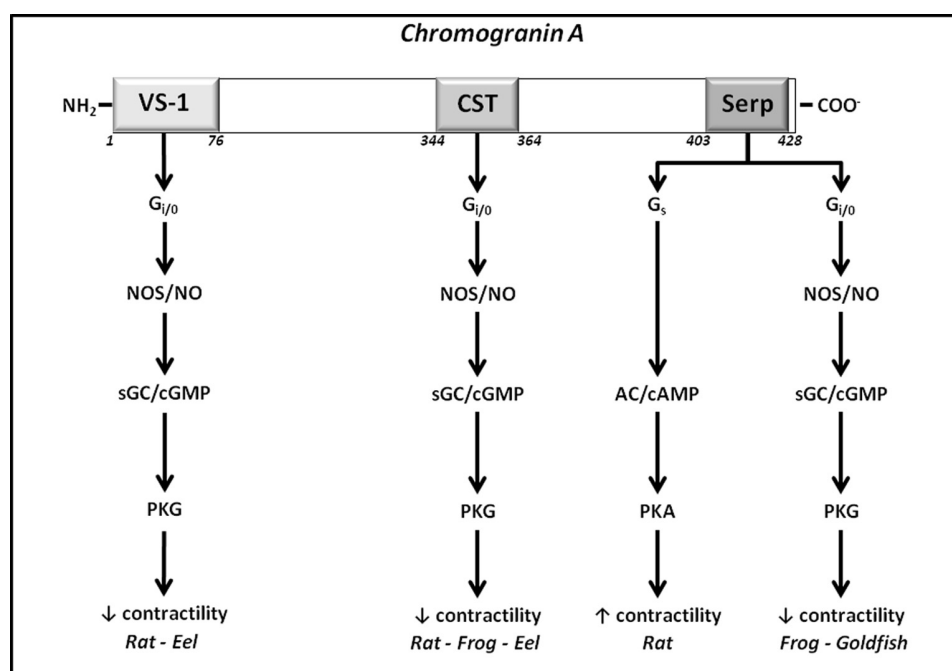 Chromogranin A
NH2 VS-1 CST Serp COO-
1 76 344 364 403 428
Gi/0 Gi/0 Gs Gi/0
NOS/NO NOS/NO NOS/NO
sGC/cGMP sGC/cGMP AC/cAMP sGC/cGMP
PKG PKG PKA PKG
↓ contractility ↓ contractility ↑ contractility ↓ contractility
Rat - Eel Rat - Frog - Eel Rat Frog - Goldfish